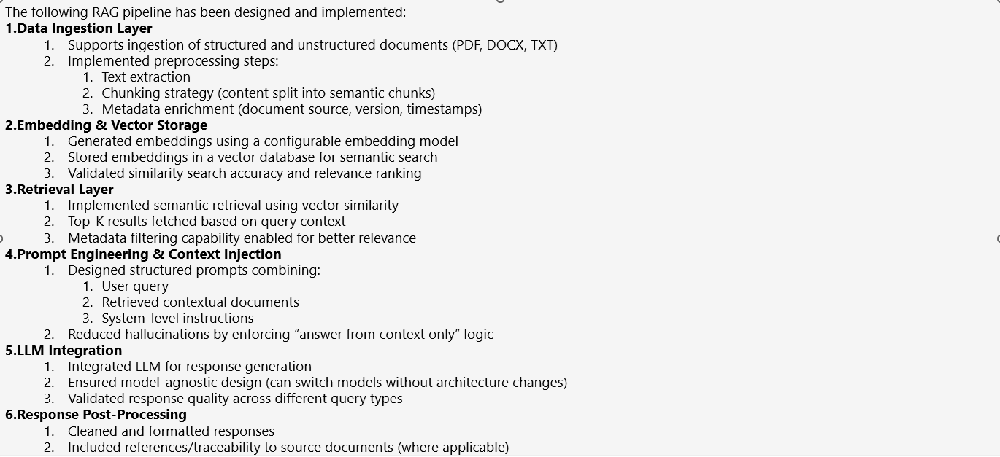 The following RAG pipeline has been designed and implemented:
1.Data Ingestion Layer
1. Supports ingestion of structured and unstructured documents (PDF, DOCX, TXT)
2. Implemented preprocessing steps:
1. Text extraction
2. Chunking strategy (content split into semantic chunks)
3. Metadata enrichment (document source, version, timestamps)
2.Embedding & Vector Storage
1. Generated embeddings using a configurable embedding model
2. Stored embeddings in a vector database for semantic search
3. Validated similarity search accuracy and relevance ranking
3.Retrieval Layer
1. Implemented semantic retrieval using vector similarity
2. Top-K results fetched based on query context
3. Metadata filtering capability enabled for better relevance
4.Prompt Engineering & Context Injection
1. Designed structured prompts combining:
1. User query
2. Retrieved contextual documents
3. System-level instructions
2. Reduced hallucinations by enforcing “answer from context only” logic
5.LLM Integration
1. Integrated LLM for response generation
2. Ensured model-agnostic design (can switch models without architecture changes)
3. Validated response quality across different query types
6.Response Post-Processing
1. Cleaned and formatted responses
2. Included references/traceability to source documents (where applicable)